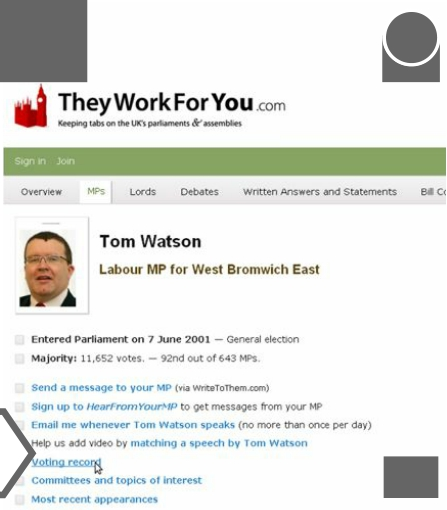 TheyWorkForYou.com
Keeping tabs on the UK's parliaments & assemblies
Sign in Join
Overview MPs Lords Debates Written Answers and Statements Bill
Tom Watson
Labour MP for West Bromwich East
Entered Parliament on 7 June 2001 — General election
Majority: 11,652 votes. — 92nd out of 643 MPs.
Send a message to your MP (via WriteToThem.com)
Sign up to HearFromYourMP to get messages from your MP
Email me whenever Tom Watson speaks (no more than once per day)
Help us add video by matching a speech by Tom Watson
Voting record
Committees and topics of interest
Most recent appearances